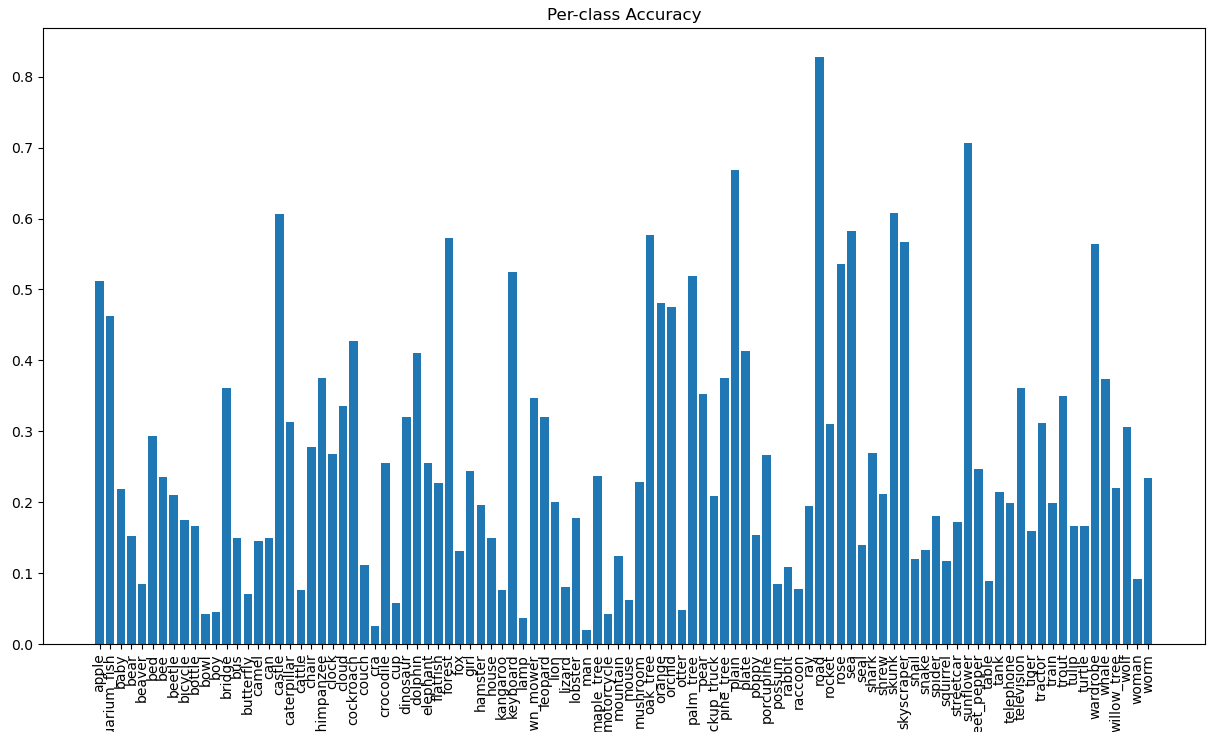 Per-class Accuracy
0.8
0.7
0.6
0.5
0.4
0.3
0.2
0.1
0.0
apple
uarium_fish
baby
bear
beaver
bed
bee
beetle
bicycle
bottle
bowl
boy
bridge
bus
butterfly
camel
can
castle
caterpillar
cattle
chair
himpanzee
clock
cloud
cockroach
couch
cra
crocodile
cup
dinosaur
dolphin
elephant
flatfish
forest
fox
girl
hamster
house
kangaroo
keyboard
lamp
wn_mower
leopard
lion
lizard
lobster
man
maple_tree
motorcycle
mountain
mouse
mushroom
oak_tree
orange
orchid
otter
palm_tree
pear
ckup_truck
pine_tree
plain
plate
poppy
porcupine
possum
rabbit
raccoon
ray
road
rocket
rose
sea
seal
shark
shrew
skunk
skyscraper
snail
snake
spider
squirrel
streetcar
sunflower
eet_pepper
table
tank
telephone
television
tiger
tractor
train
trout
tulip
turtle
wardrobe
whale
willow_tree
wolf
woman
worm